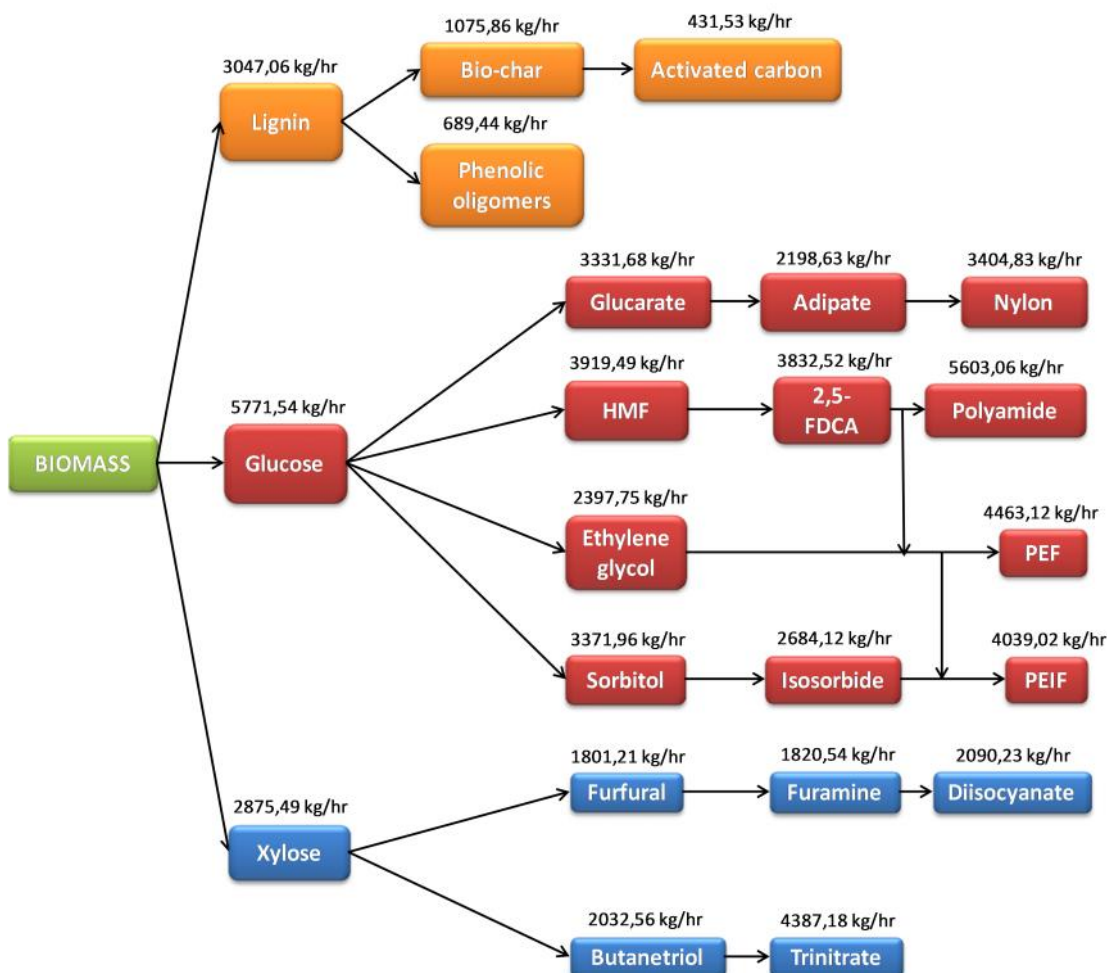 1075,86 kg/hr
431,53 kg/hr
3047,06 kg/hr
Bio-char
Activated carbon
Lignin
689,44 kg/hr
Phenolic
oligomers
3331,68 kg/hr
2198,63 kg/hr
3404,83 kg/hr
Glucarate
Adipate
Nylon
3919,49 kg/hr
3832,52 kg/hr
5603,06 kg/hr
HMF
2,5-
FDCA
Polyamide
5771,54 kg/hr
BIOMASS
Glucose
2397,75 kg/hr
4463,12 kg/hr
Ethylene
glycol
PEF
3371,96 kg/hr
2684,12 kg/hr
4039,02 kg/hr
Sorbitol
Isosorbide
PEIF
1801,21 kg/hr
1820,54 kg/hr
2090,23 kg/hr
Furfural
Furamine
Diisocyanate
2875,49 kg/hr
Xylose
2032,56 kg/hr
4387,18 kg/hr
Butanetriol
Trinitrate